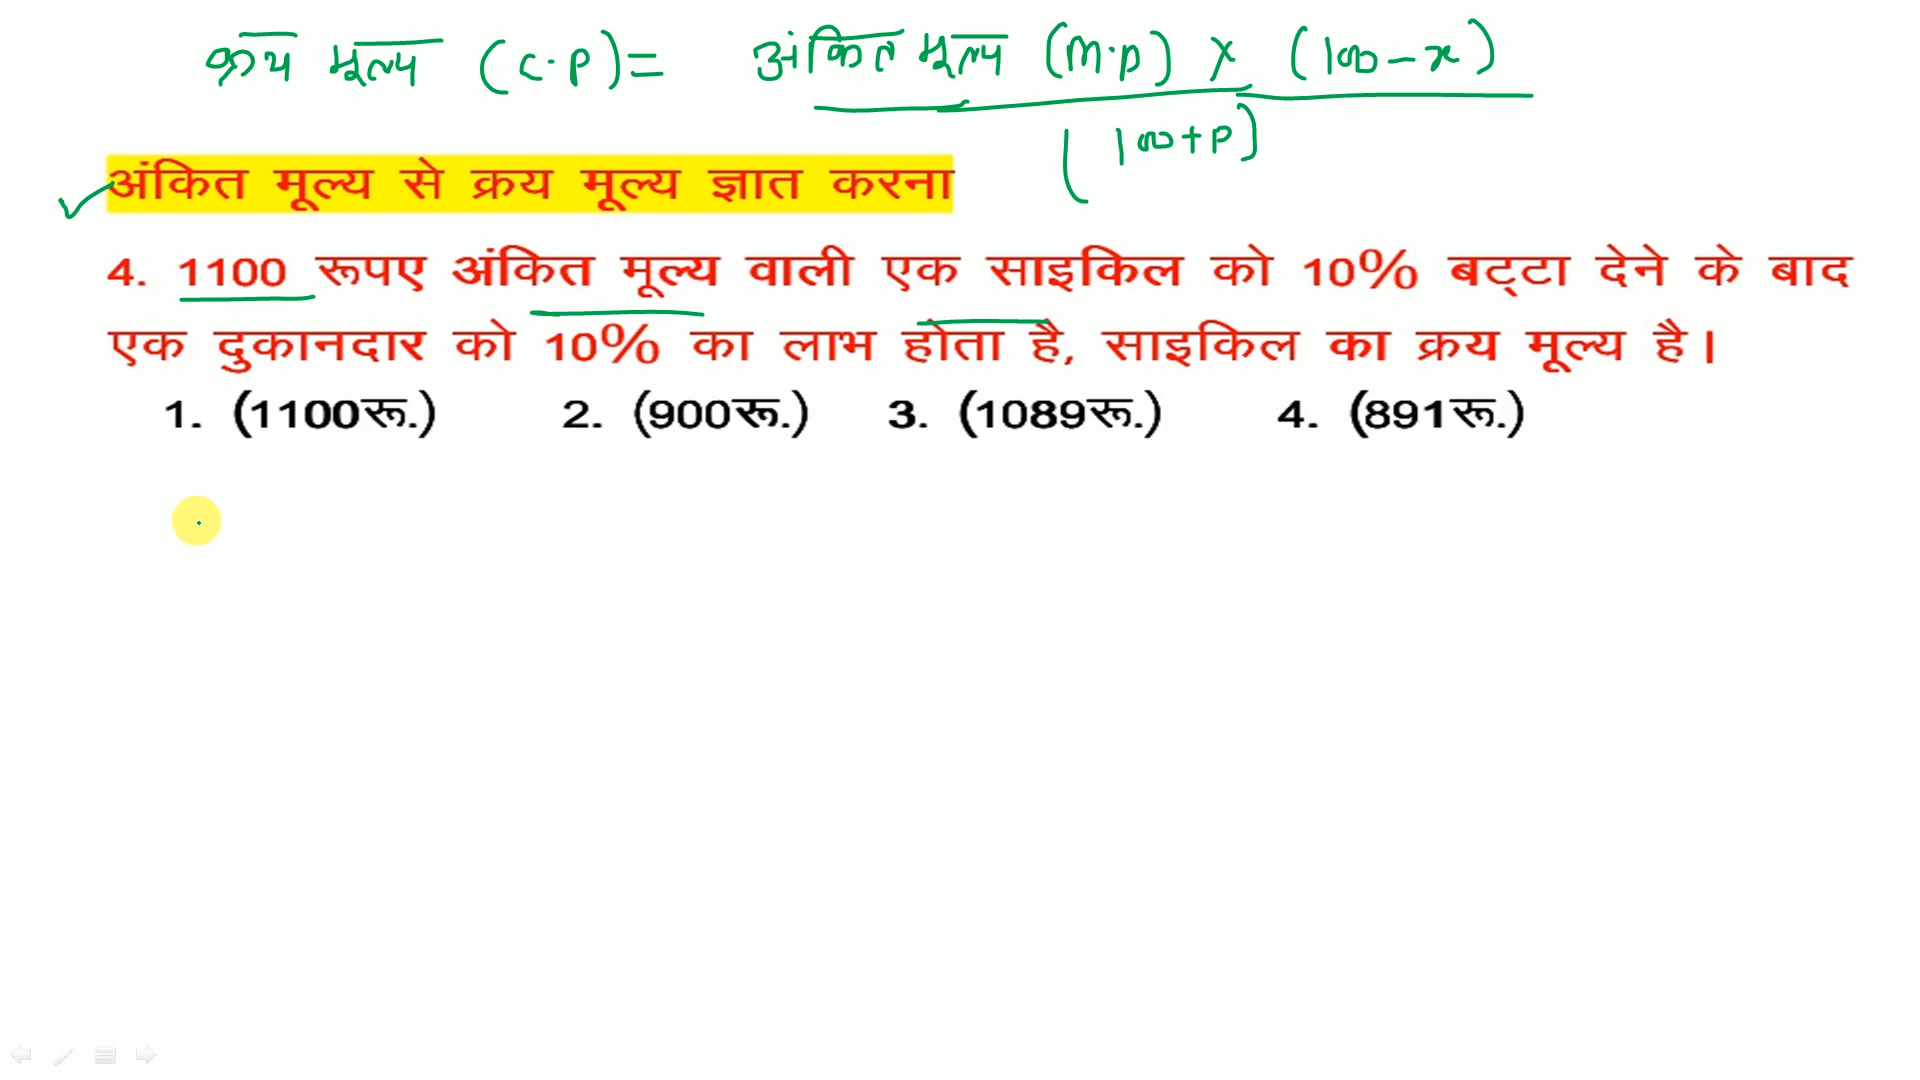 क्रय मूल्य (C.P) = अंकित मूल्य (M.P) × (100 - x)
(100 + P)
अंकित मूल्य से क्रय मूल्य ज्ञात करना
4. 1100 रूपए अंकित मूल्य वाली एक साइकिल को 10% बट्टा देने के बाद
एक दुकानदार को 10% का लाभ होता है, साइकिल का क्रय मूल्य है।
1. (1100रू.) 2. (900रू.) 3. (1089रू.) 4. (891रू.)